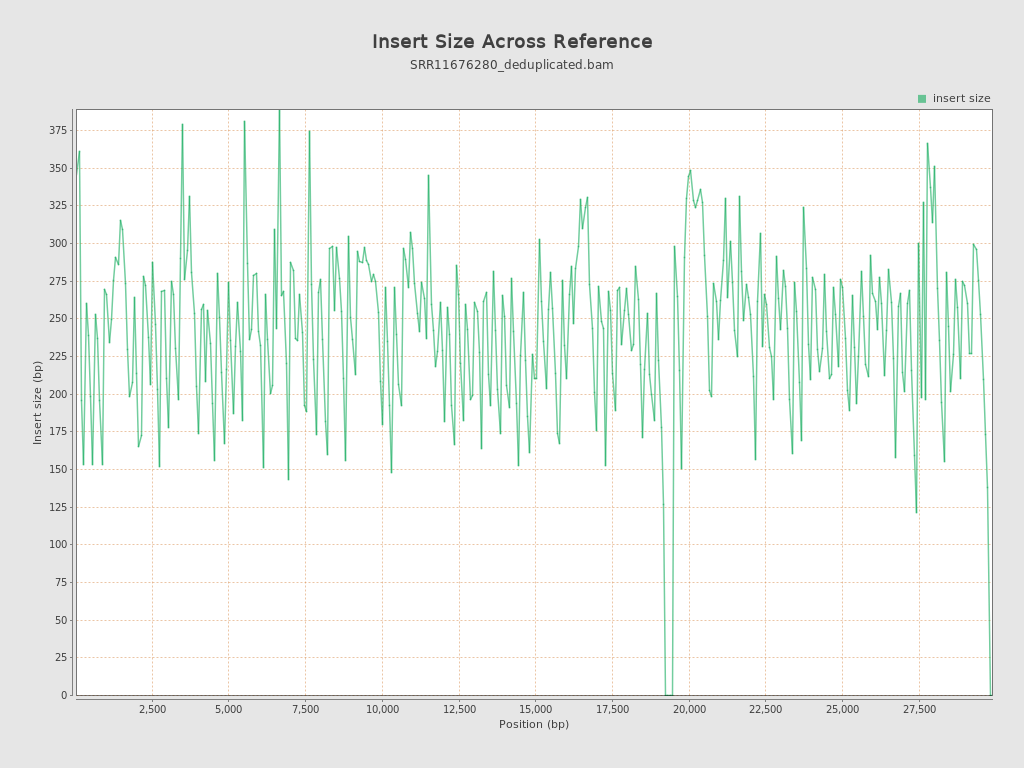 Insert Size Across Reference
SRR11676280_deduplicated.bam
insert size
Insert size (bp)
375
350
325
300
275
250
225
200
175
150
125
100
75
50
25
0
2,500 5,000 7,500 10,000 12,500 15,000 17,500 20,000 22,500 25,000 27,500
Position (bp)